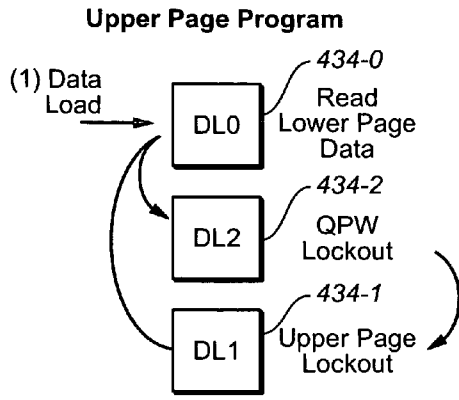 Upper Page Program
(1) Data
Load
DL0
434-0
Read
Lower Page
Data
DL2
434-2
QPW
Lockout
DL1
434-1
Upper Page
Lockout